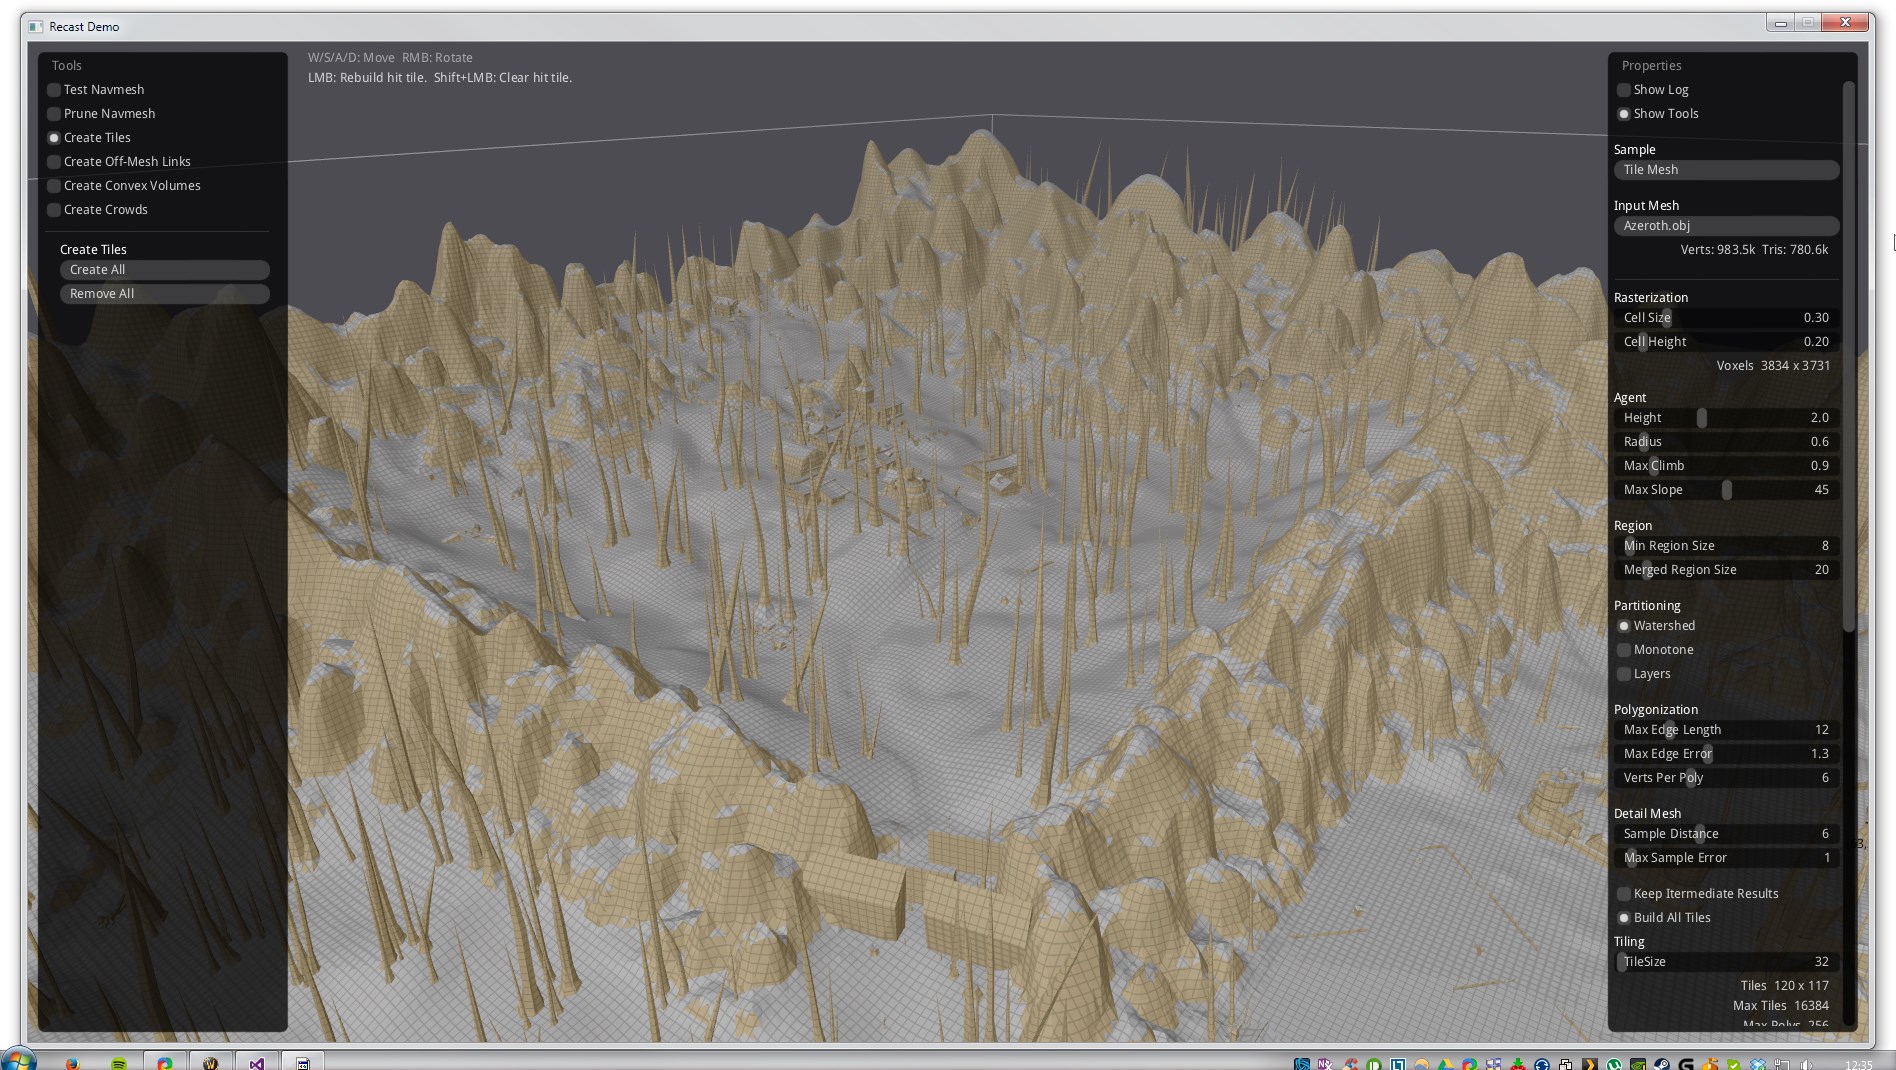 Recast Demo
W/S/A/D: Move  RMB: Rotate
LMB: Rebuild hit tile.  Shift+LMB: Clear hit tile.
Tools
Test Navmesh
Prune Navmesh
Create Tiles
Create Off-Mesh Links
Create Convex Volumes
Create Crowds
Create Tiles
Create All
Remove All
Properties
Show Log
Show Tools
Sample
Tile Mesh
Input Mesh
Azeroth.obj
Verts: 983.5k  Tris: 780.6k
Rasterization
Cell Size 0.30
Cell Height 0.20
Voxels  3834 x 3731
Agent
Height 2.0
Radius 0.6
Max Climb 0.9
Max Slope 45
Region
Min Region Size 8
Merged Region Size 20
Partitioning
Watershed
Monotone
Layers
Polygonization
Max Edge Length 12
Max Edge Error 1.3
Verts Per Poly 6
Detail Mesh
Sample Distance 6
Max Sample Error 1
Keep Itermediate Results
Build All Tiles
Tiling
TileSize 32
Tiles  120 x 117
Max Tiles  16384
Max Polys  256
12:35